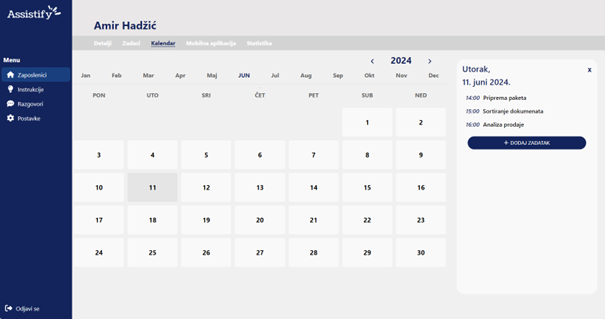 Assistify
Menu
Zaposlenici
Instrukcije
Razgovori
Postavke
Odjavi se
Amir Hadžić
Detalji Zadaci Kalendar Mobilna aplikacija Statistika
< 2024 >
Jan Feb Mar Apr Maj JUN Jul Aug Sep Okt Nov Dec
PON UTO SRI ČET PET SUB NED
1 2
3 4 5 6 7 8 9
10 11 12 13 14 15 16
17 18 19 20 21 22 23
24 25 26 27 28 29 30
Utorak, x
11. juni 2024.
14:00 Priprema paketa
15:00 Sortiranje dokumenata
16:00 Analiza prodaje
+ DODAJ ZADATAK